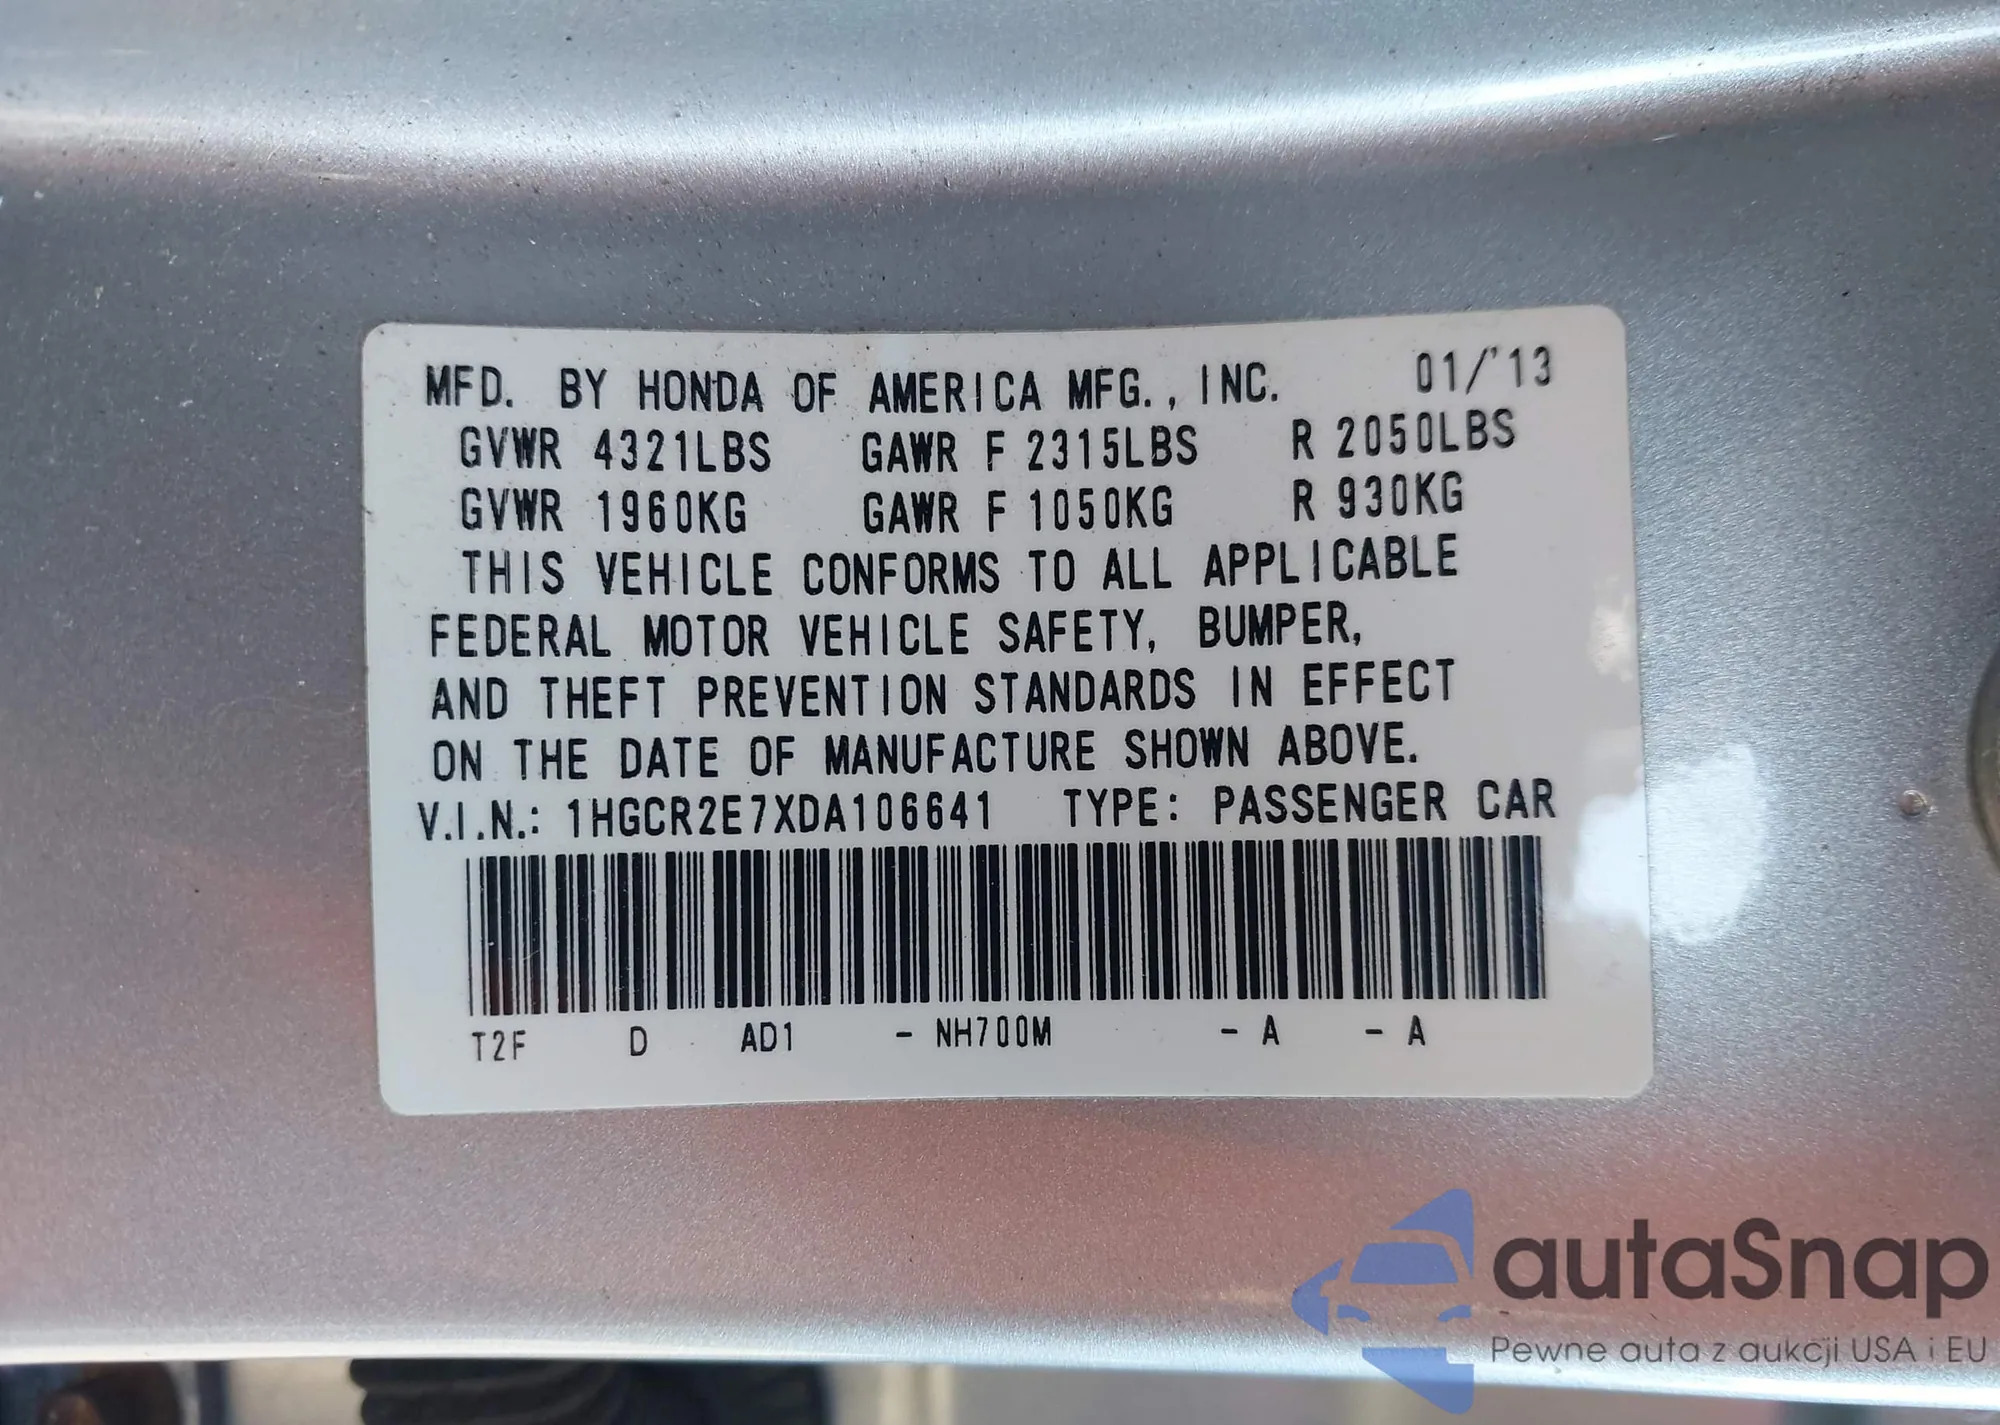 MFD. BY HONDA OF AMERICA MFG., INC. 01/'13
GVWR 4321LBS GAWR F 2315LBS R 2050LBS
GVWR 1960KG GAWR F 1050KG R 930KG
THIS VEHICLE CONFORMS TO ALL APPLICABLE
FEDERAL MOTOR VEHICLE SAFETY, BUMPER,
AND THEFT PREVENTION STANDARDS IN EFFECT
ON THE DATE OF MANUFACTURE SHOWN ABOVE.
V.I.N.: 1HGCR2E7XDA106641 TYPE: PASSENGER CAR
T2F D AD1 - NH700M - A - A
autaSnap
Pewne auta z aukcji USA i EU